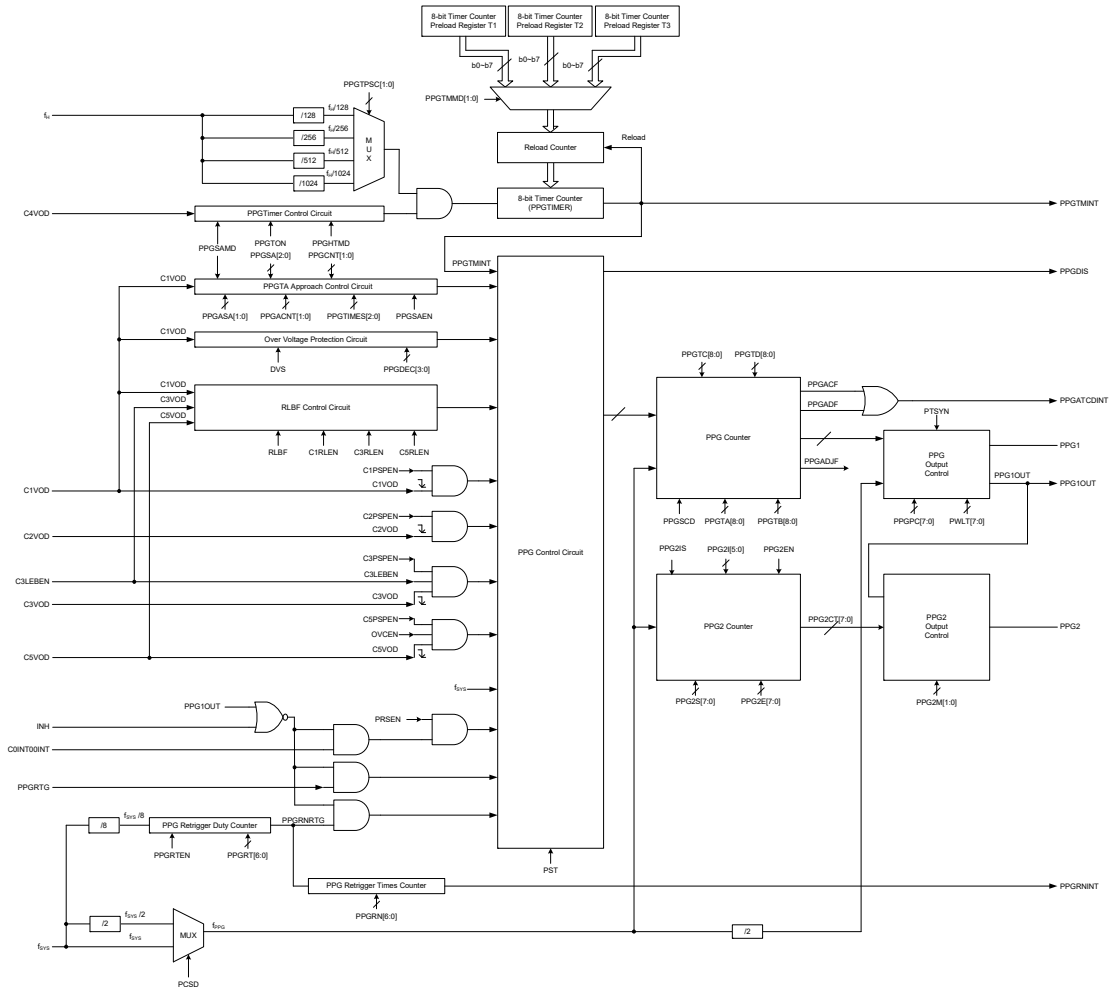 8-bit Timer Counter
Preload Register T1
8-bit Timer Counter
Preload Register T2
8-bit Timer Counter
Preload Register T3
b0~b7
b0~b7
b0~b7
PPGTMMD[1:0]
PPGTPSC[1:0]
fH
/128
fH/128
/256
fH/256
/512
fH/512
/1024
fH/1024
MUX
Reload Counter
Reload
8-bit Timer Counter
(PPGTIMER)
PPGTMINT
C4VOD
PPGTimer Control Circuit
PPGSAMD
PPGTON
PPGHTMD
PPGSA[2:0]
PPGCNT[1:0]
PPGTMINT
PPGDIS
C1VOD
PPGTA Approach Control Circuit
PPGASA[1:0]
PPGACNT[1:0]
PPGTIMES[2:0]
PPGSAEN
C1VOD
Over Voltage Protection Circuit
DVS
PPGDEC[3:0]
C1VOD
C3VOD
C5VOD
RLBF Control Circuit
RLBF
C1RLEN
C3RLEN
C5RLEN
PPGTC[8:0]
PPGTD[8:0]
PPG Counter
PPGACF
PPGADF
PPGADJF
PPGATCDINT
PTSYN
PPG
Output
Control
PPG1
PPG1OUT
PPG1OUT
PPGPC[7:0]
PWLT[7:0]
PPGSCD
PPGTA[8:0]
PPGTB[8:0]
C1PSPEN
C1VOD
C1VOD
C2PSPEN
C2VOD
C2VOD
PPG Control Circuit
C3PSPEN
C3LEBEN
C3LEBEN
C3VOD
C3VOD
C5PSPEN
OVCEN
C5VOD
C5VOD
PPG2IS
PPG2I[5:0]
PPG2EN
PPG2 Counter
PPG2CT[7:0]
PPG2
Output
Control
PPG2
PPG2S[7:0]
PPG2E[7:0]
PPG2M[1:0]
fSYS
PPG1OUT
INH
PRSEN
C0INT00INT
PPGRTG
/8
fSYS /8
PPG Retrigger Duty Counter
PPGRNRTG
PPGRTEN
PPGRT[6:0]
PST
PPG Retrigger Times Counter
PPGRNINT
PPGRN[6:0]
/2
fSYS /2
fSYS
fSYS
MUX
fPPG
/2
PCSD